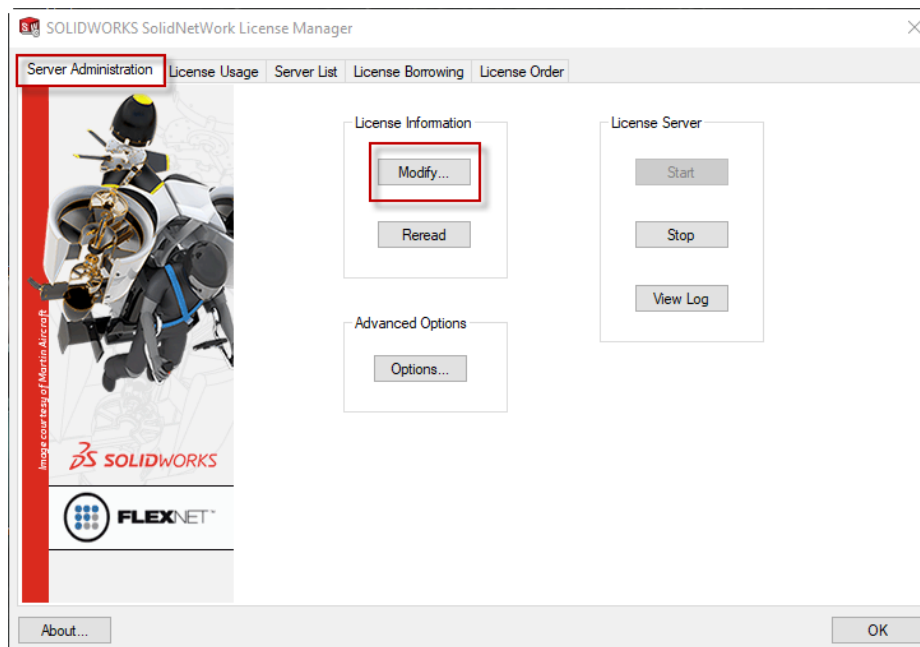 SOLIDWORKS SolidNetWork License Manager
Server Administration License Usage Server List License Borrowing License Order
License Information
License Server
Modify...
Start
Reread
Stop
View Log
Advanced Options
Options...
Image courtesy of Martin Aircraft
3S SOLIDWORKS
FLEXNET
About...
OK